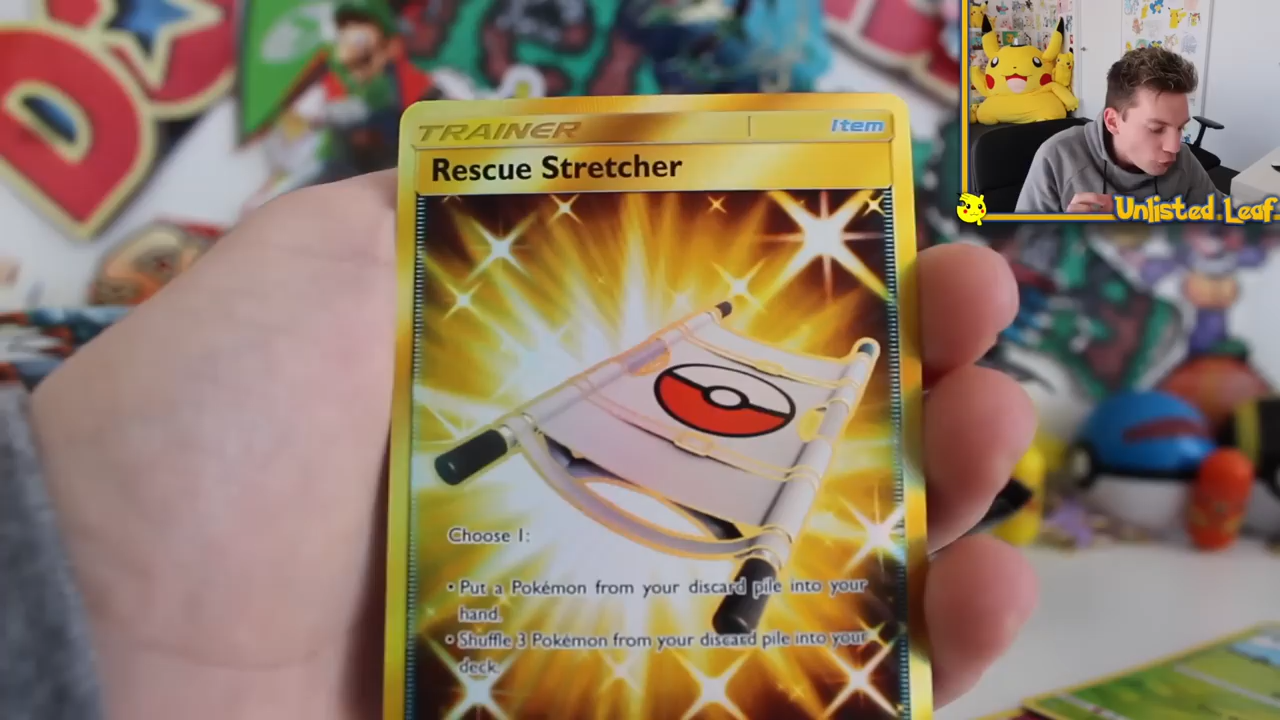 TRAINER
Item
Rescue Stretcher
Unlisted.Leaf
Choose 1:
• Put a Pokémon from your discard pile into your
hand.
• Shuffle 3 Pokémon from your discard pile into your
deck.